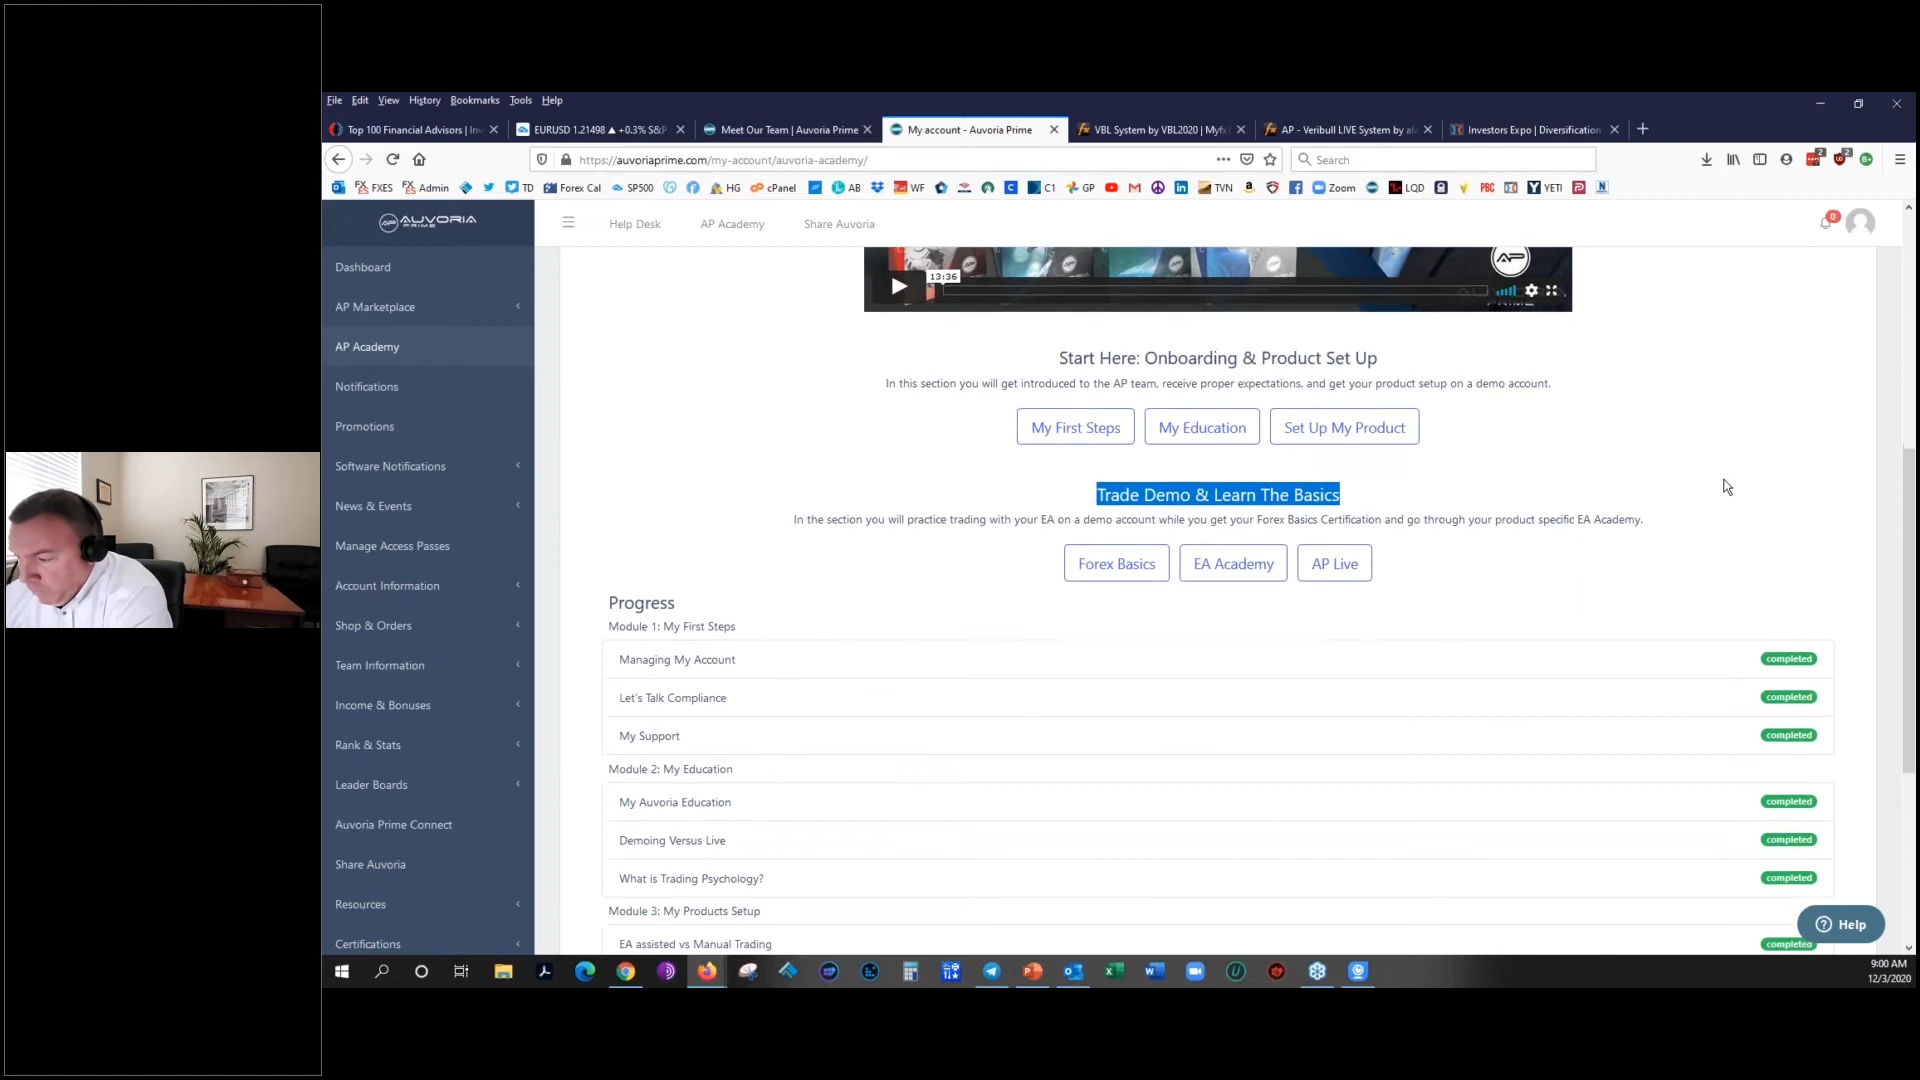 File Edit View History Bookmarks Tools Help
Top 100 Financial Advisors | In
EURUSD 1.21498 ▲ +0.3% S&P
Meet Our Team | Auvoria Prime
My account - Auvoria Prime
VBL System by VBL2020 | Myfx
AP - Veribull LIVE System by al
Investors Expo | Diversification
https://auvoriaprime.com/my-account/auvoria-academy/
Search
2
2
FXES Admin TD Forex Cal SP500 HG cPanel AB WF C1 GP TVN Zoom LQD PBC YETI
AP AUVORIA PRIME
Help Desk AP Academy Share Auvoria
0
Dashboard
AP Marketplace
AP Academy
Notifications
Promotions
Software Notifications
News & Events
Manage Access Passes
Account Information
Shop & Orders
Team Information
Income & Bonuses
Rank & Stats
Leader Boards
Auvoria Prime Connect
Share Auvoria
Resources
Certifications
AP
13:36
Start Here: Onboarding & Product Set Up
In this section you will get introduced to the AP team, receive proper expectations, and get your product setup on a demo account.
My First Steps My Education Set Up My Product
Trade Demo & Learn The Basics
In the section you will practice trading with your EA on a demo account while you get your Forex Basics Certification and go through your product specific EA Academy.
Forex Basics EA Academy AP Live
Progress
Module 1: My First Steps
Managing My Account completed
Let's Talk Compliance completed
My Support completed
Module 2: My Education
My Auvoria Education completed
Demoing Versus Live completed
What is Trading Psychology? completed
Module 3: My Products Setup
EA assisted vs Manual Trading completed
Help
9:00 AM
12/3/2020